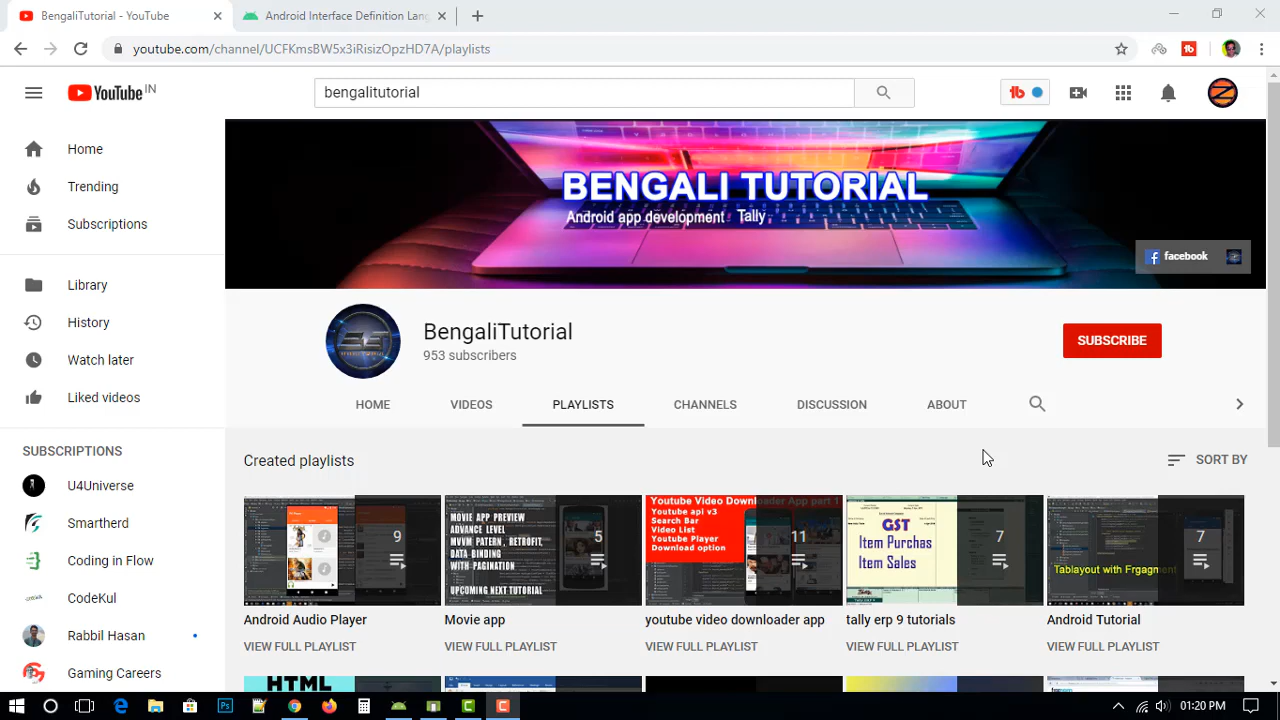 BengaliTutorial - YouTube
Android Interface Definition Lang
youtube.com/channel/UCFKmsBW5x3iRisizOpzHD7A/playlists
YouTube IN
bengalitutorial
Home
Trending
Subscriptions
Library
History
Watch later
Liked videos
SUBSCRIPTIONS
U4Universe
Smartherd
Coding in Flow
CodeKul
Rabbil Hasan
Gaming Careers
BENGALI TUTORIAL
Android app development Tally
facebook
BengaliTutorial
953 subscribers
SUBSCRIBE
HOME
VIDEOS
PLAYLISTS
CHANNELS
DISCUSSION
ABOUT
Created playlists
SORT BY
9
Android Audio Player
VIEW FULL PLAYLIST
MOVIE APP PREVIEW
ADVANCE LEVEL
MVVM PATERN, RETROFIT,
DATA BINDING
WITH PAGINATION
UPCOMING NEXT TUTORIAL
5
Movie app
VIEW FULL PLAYLIST
Youtube Video Downloader App part 1
Youtube api v3
Search Bar
Video List
Youtube Player
Download option
11
youtube video downloader app
VIEW FULL PLAYLIST
GST
Item Purchas
Item Sales
7
tally erp 9 tutorials
VIEW FULL PLAYLIST
Tablayout with Frgagment
7
Android Tutorial
VIEW FULL PLAYLIST
HTML
01:20 PM